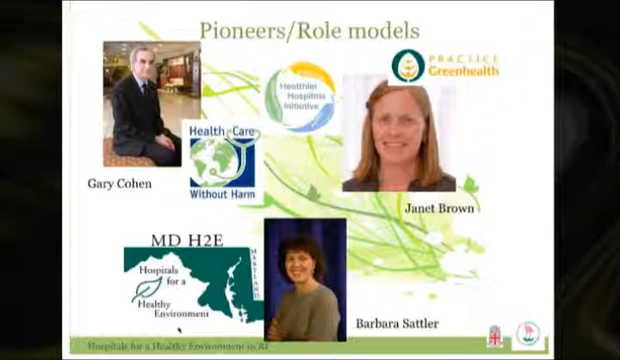 Pioneers/Role models
PRACTICE
Greenhealth
Healthier
Hospitals
Initiative
Health Care
Without Harm
Gary Cohen
Janet Brown
MD H2E
MARYLAND
Hospitals
for a
Healthy
Environment
Barbara Sattler
Hospitals for a Healthy Environment in RI